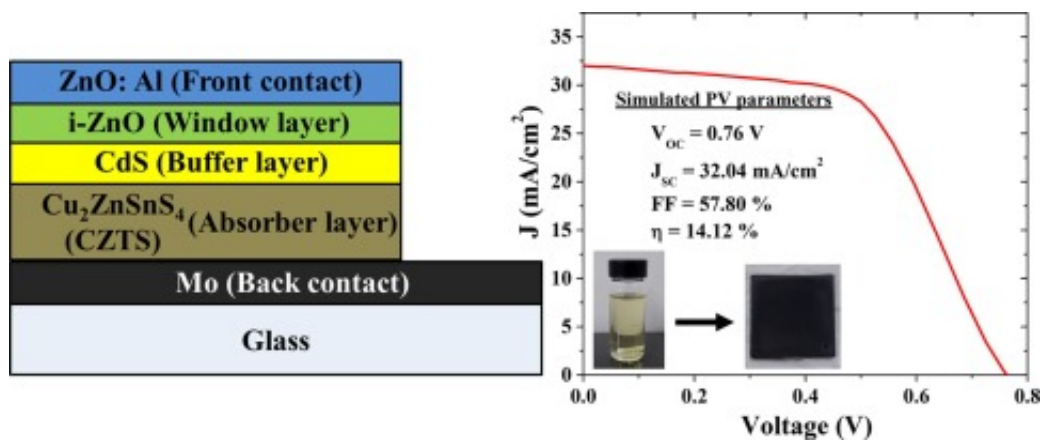 ZnO: Al (Front contact)
i-ZnO (Window layer)
CdS (Buffer layer)
Cu₂ZnSnS₄ (Absorber layer)
(CZTS)
Mo (Back contact)
Glass
J (mA/cm²)
35
30
25
20
15
10
5
0
Simulated PV parameters
V_OC = 0.76 V
J_SC = 32.04 mA/cm²
FF = 57.80 %
η = 14.12 %
0.0 0.2 0.4 0.6 0.8
Voltage (V)